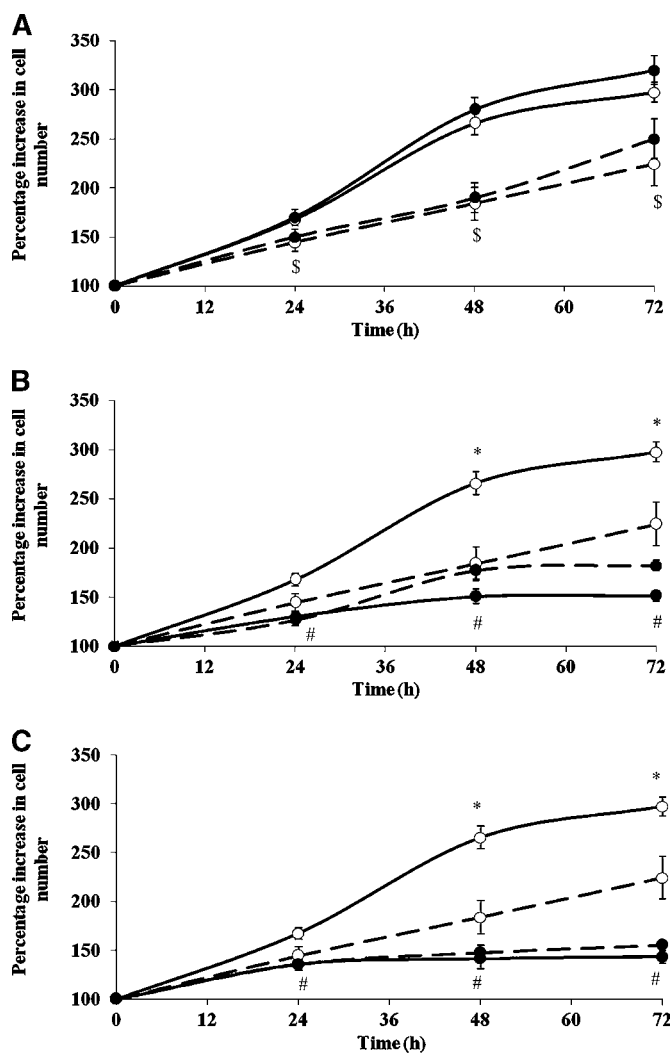 A
Percentage increase in cell
number
350
300
250
200
150
100
$
$
$
0 12 24 36 48 60 72
Time (h)
B
Percentage increase in cell
number
350
300
250
200
150
100
*
*
#
#
#
0 12 24 36 48 60 72
Time (h)
C
Percentage increase in cell
number
350
300
250
200
150
100
*
*
#
#
#
0 12 24 36 48 60 72
Time (h)